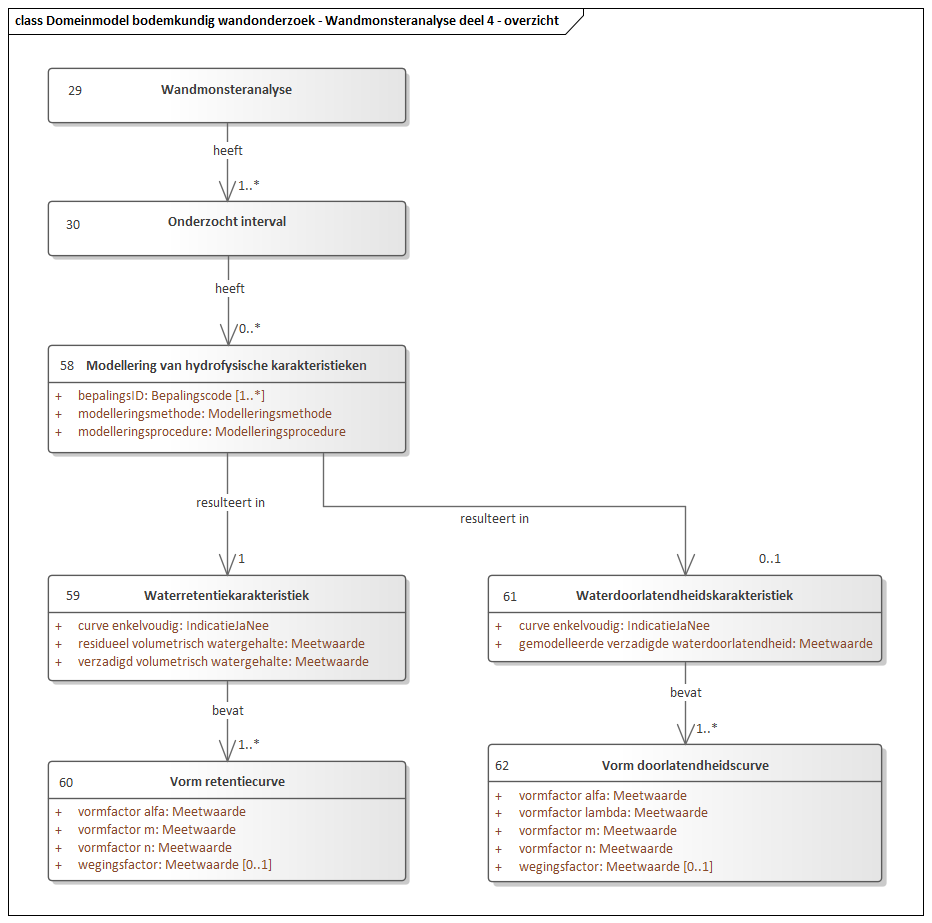 class Domeinmodel bodemkundig wandonderzoek - Wandmonsteranalyse deel 4 - overzicht
29 Wandmonsteranalyse
heeft
1..*
30 Onderzocht interval
heeft
0..*
58 Modellering van hydrofysische karakteristieken
+ bepalingsID: Bepalingscode [1..*]
+ modelleringsmethode: Modelleringsmethode
+ modelleringsprocedure: Modelleringsprocedure
resulteert in
1
59 Waterretentiekarakteristiek
+ curve enkelvoudig: IndicatieJaNee
+ residueel volumetrisch watergehalte: Meetwaarde
+ verzadigd volumetrisch watergehalte: Meetwaarde
bevat
1..*
60 Vorm retentiecurve
+ vormfactor alfa: Meetwaarde
+ vormfactor m: Meetwaarde
+ vormfactor n: Meetwaarde
+ wegingsfactor: Meetwaarde [0..1]
resulteert in
0..1
61 Waterdoorlatendheidskarakteristiek
+ curve enkelvoudig: IndicatieJaNee
+ gemodelleerde verzadigde waterdoorlatendheid: Meetwaarde
bevat
1..*
62 Vorm doorlatendheidscurve
+ vormfactor alfa: Meetwaarde
+ vormfactor lambda: Meetwaarde
+ vormfactor m: Meetwaarde
+ vormfactor n: Meetwaarde
+ wegingsfactor: Meetwaarde [0..1]